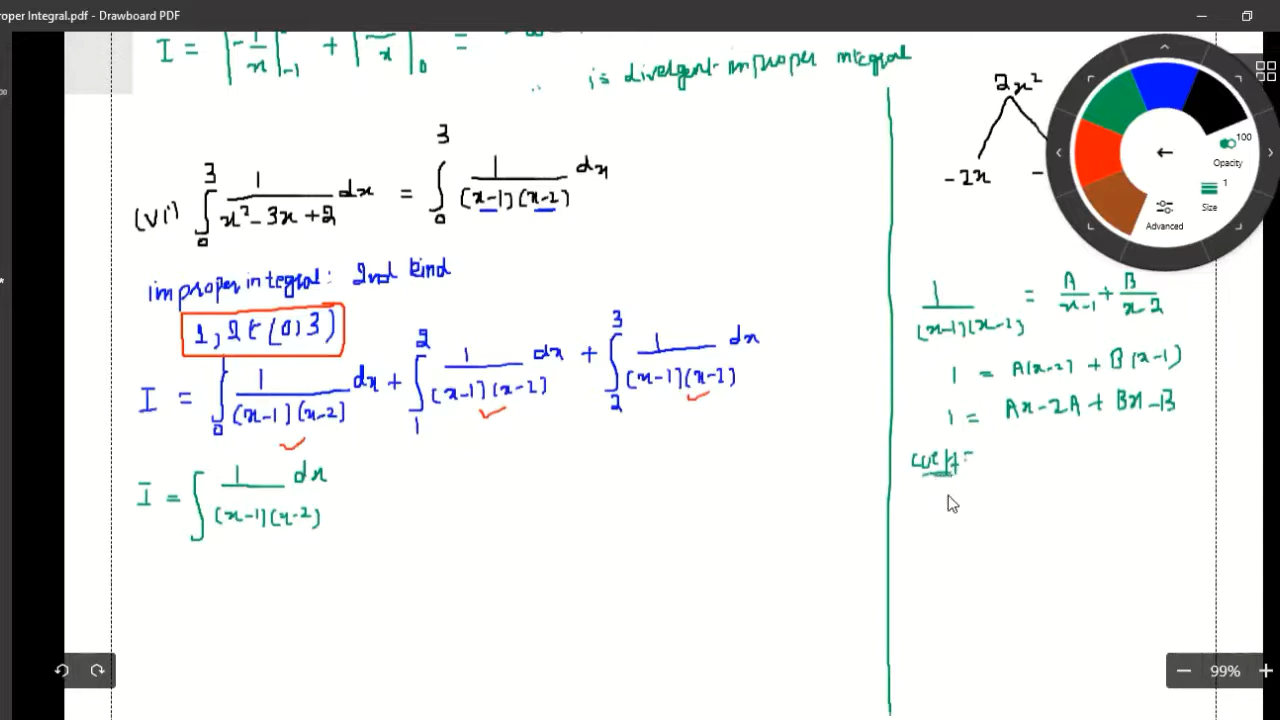 roper Integral.pdf - Drawboard PDF
I = |-1/x|_-1 + | /x|_0 =
∴ is divergent improper integral
2x²
-2x -
100
Opacity
1
Size
Advanced
(vi) ∫_0^3 1/(x² - 3x + 2) dx = ∫_0^3 1/((x-1)(x-2)) dx
improper integral: 2nd kind
1, 2 ∈ (0, 3)
I = ∫_0^1 1/((x-1)(x-2)) dx + ∫_1^2 1/((x-1)(x-2)) dx + ∫_2^3 1/((x-1)(x-2)) dx
I = ∫ 1/((x-1)(x-2)) dx
1/((x-1)(x-2)) = A/(x-1) + B/(x-2)
1 = A(x-2) + B(x-1)
1 = Ax-2A + Bx-B
coeff=
99%